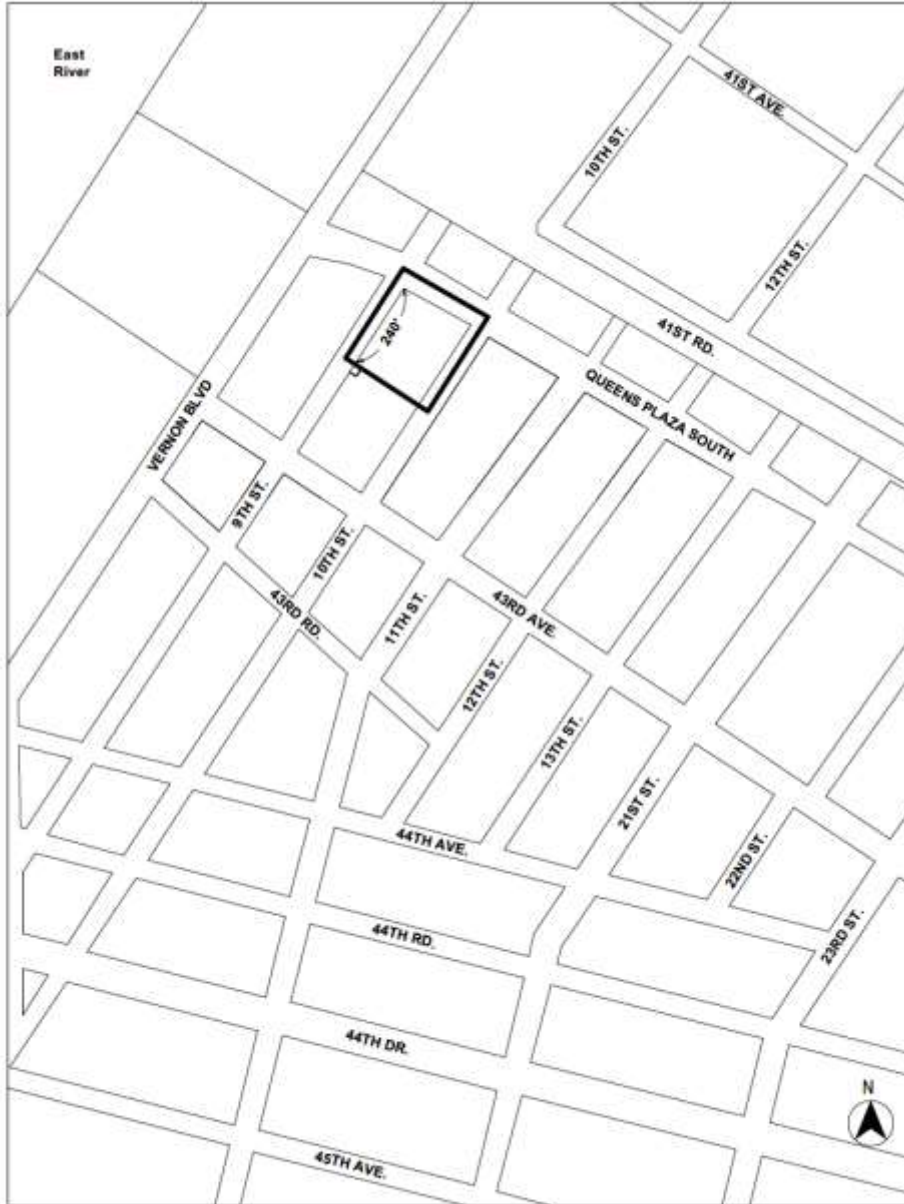 East
River
41ST AVE.
10TH ST.
12TH ST.
41ST RD.
240'
QUEENS PLAZA SOUTH
VERNON BLVD
9TH ST.
10TH ST.
43RD RD.
11TH ST.
43RD AVE.
12TH ST.
13TH ST.
21ST ST.
22ND ST.
44TH AVE.
23RD ST.
44TH RD.
44TH DR.
N
45TH AVE.